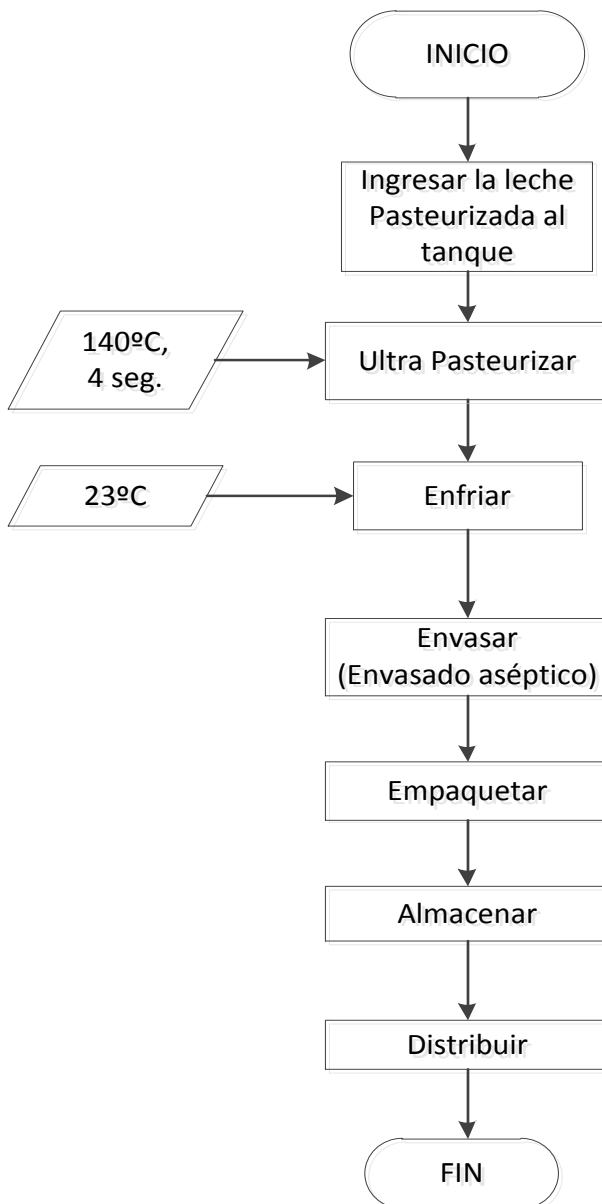 INICIO
Ingresar la leche
Pasteurizada al
tanque
140ºC,
4 seg.
Ultra Pasteurizar
23ºC
Enfriar
Envasar
(Envasado aséptico)
Empaquetar
Almacenar
Distribuir
FIN